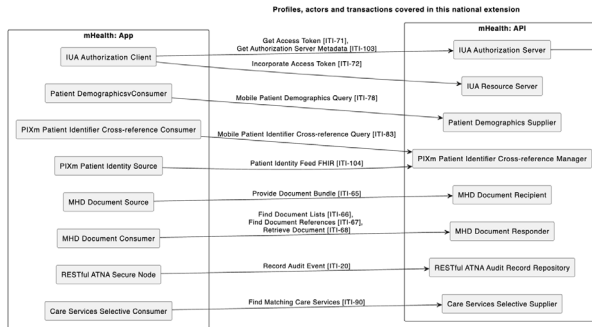 Profiles, actors and transactions covered in this national extension
mHealth: App
mHealth: API
Get Access Token [ITI-71],
Get Authorization Server Metadata [ITI-103]
IUA Authorization Client
IUA Authorization Server
Incorporate Access Token [ITI-72]
IUA Resource Server
Patient DemographicsvConsumer
Mobile Patient Demographics Query [ITI-78]
Patient Demographics Supplier
PIXm Patient Identifier Cross-reference Consumer
Mobile Patient Identifier Cross-reference Query [ITI-83]
PIXm Patient Identifier Cross-reference Manager
PIXm Patient Identity Source
Patient Identity Feed FHIR [ITI-104]
MHD Document Source
Provide Document Bundle [ITI-65]
MHD Document Recipient
Find Document Lists [ITI-66],
Find Document References [ITI-67],
Retrieve Document [ITI-68]
MHD Document Consumer
MHD Document Responder
RESTful ATNA Secure Node
Record Audit Event [ITI-20]
RESTful ATNA Audit Record Repository
Care Services Selective Consumer
Find Matching Care Services [ITI-90]
Care Services Selective Supplier